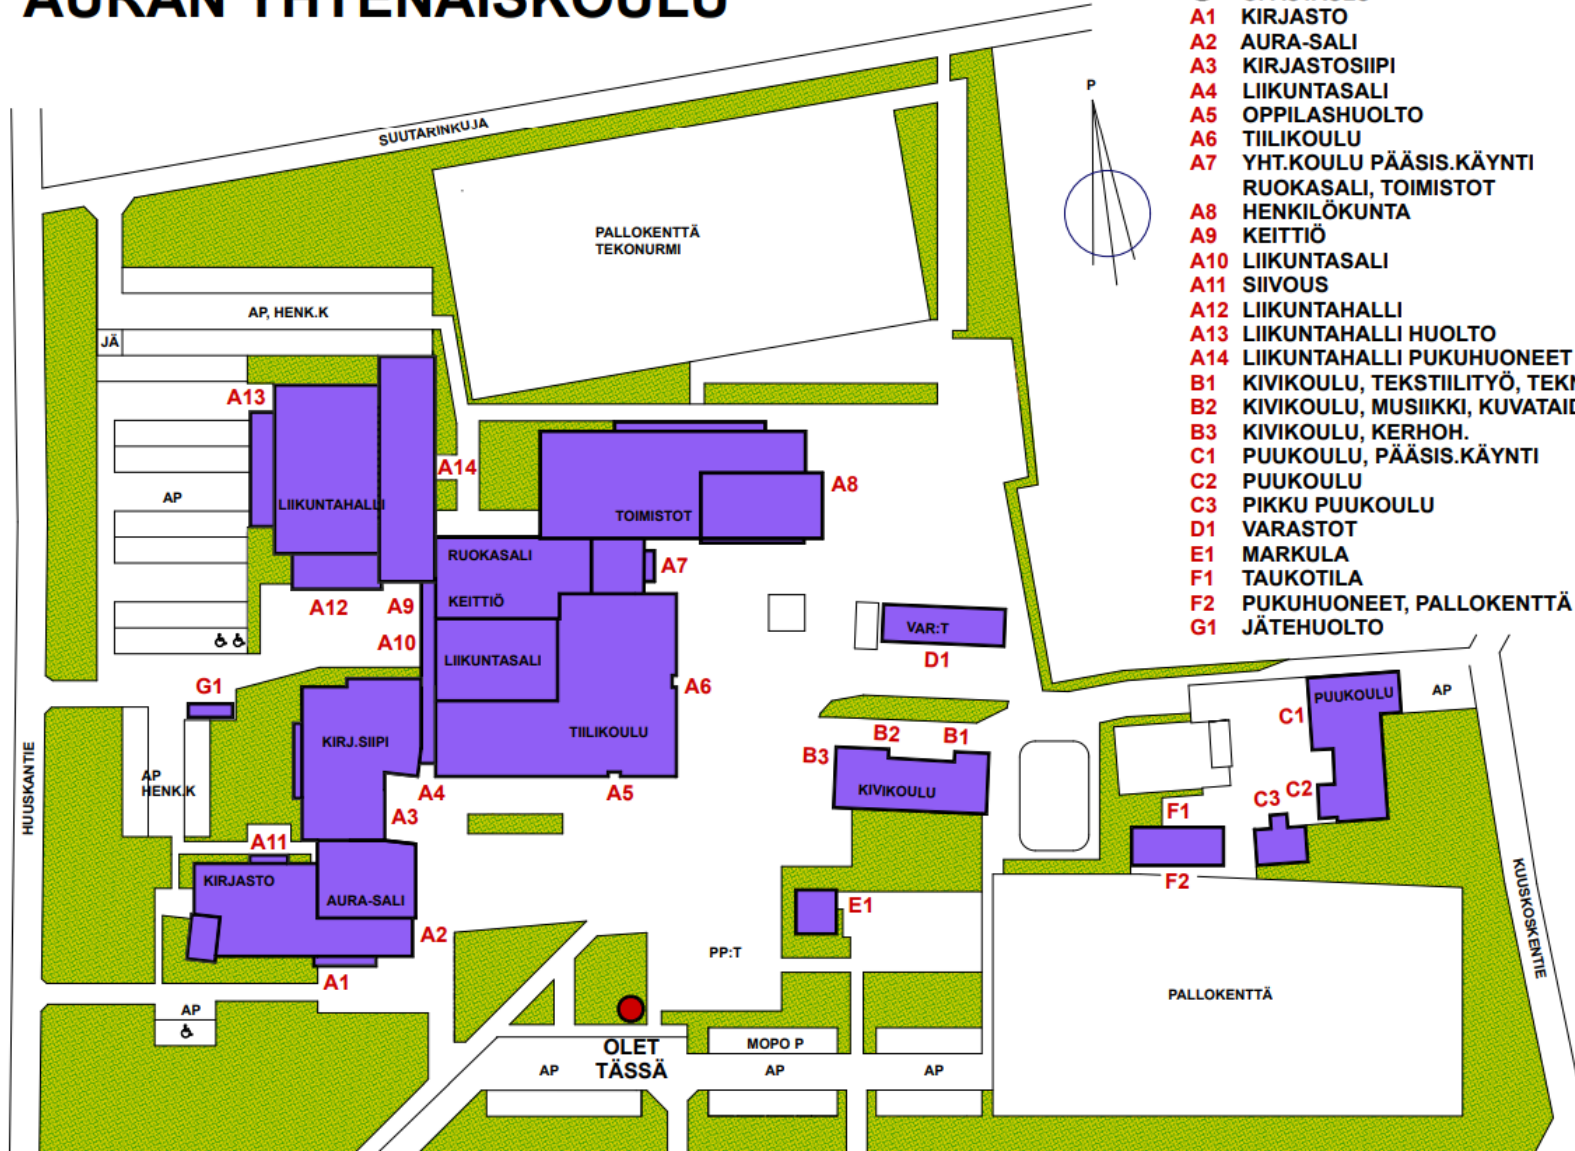 AURAN YHTENÄISKOULU
A1 KIRJASTO
A2 AURA-SALI
A3 KIRJASTOSIIPI
A4 LIIKUNTASALI
A5 OPPILASHUOLTO
A6 TIILIKOULU
A7 YHT.KOULU PÄÄSIS.KÄYNTI
RUOKASALI, TOIMISTOT
A8 HENKILÖKUNTA
A9 KEITTIÖ
A10 LIIKUNTASALI
A11 SIIVOUS
A12 LIIKUNTAHALLI
A13 LIIKUNTAHALLI HUOLTO
A14 LIIKUNTAHALLI PUKUHUONEET
B1 KIVIKOULU, TEKSTIILITYÖ, TEKN
B2 KIVIKOULU, MUSIIKKI, KUVATAID
B3 KIVIKOULU, KERHOH.
C1 PUUKOULU, PÄÄSIS.KÄYNTI
C2 PUUKOULU
C3 PIKKU PUUKOULU
D1 VARASTOT
E1 MARKULA
F1 TAUKOTILA
F2 PUKUHUONEET, PALLOKENTTÄ
G1 JÄTEHUOLTO
P
SUUTARINKUJA
PALLOKENTTÄ
TEKONURMI
AP, HENK.K
JÄ
A13
A14
AP
LIIKUNTAHALLI
TOIMISTOT
A8
RUOKASALI
A7
KEITTIÖ
A12
A9
A10
VAR:T
D1
LIIKUNTASALI
A6
G1
PUUKOULU
AP
C1
KIRJ.SIIPI
TIILIKOULU
B2
B1
B3
HUUSKANTIE
AP
HENK.K
A4
A5
KIVIKOULU
C2
C3
A3
F1
A11
KIRJASTO
F2
AURA-SALI
E1
A2
KUUSKOSKENTIE
PP:T
A1
PALLOKENTTÄ
AP
OLET
TÄSSÄ
MOPO P
AP
AP
AP